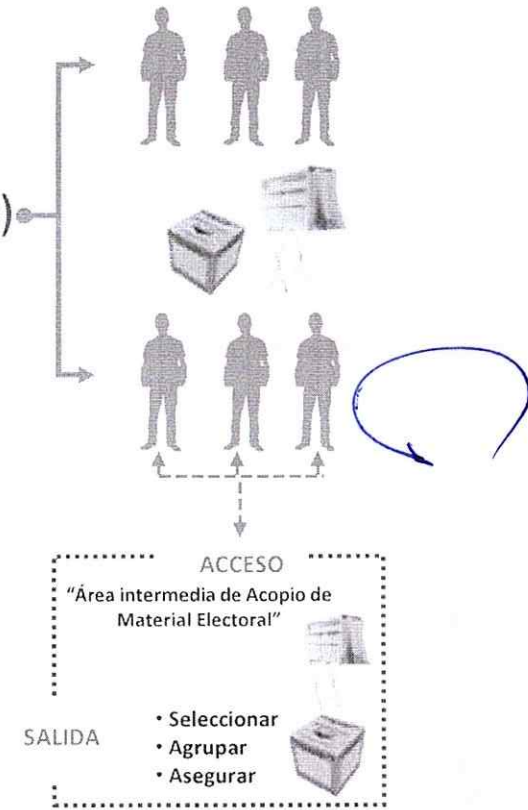 )
ACCESO
“Área intermedia de Acopio de
Material Electoral”
• Seleccionar
SALIDA
• Agrupar
• Asegurar